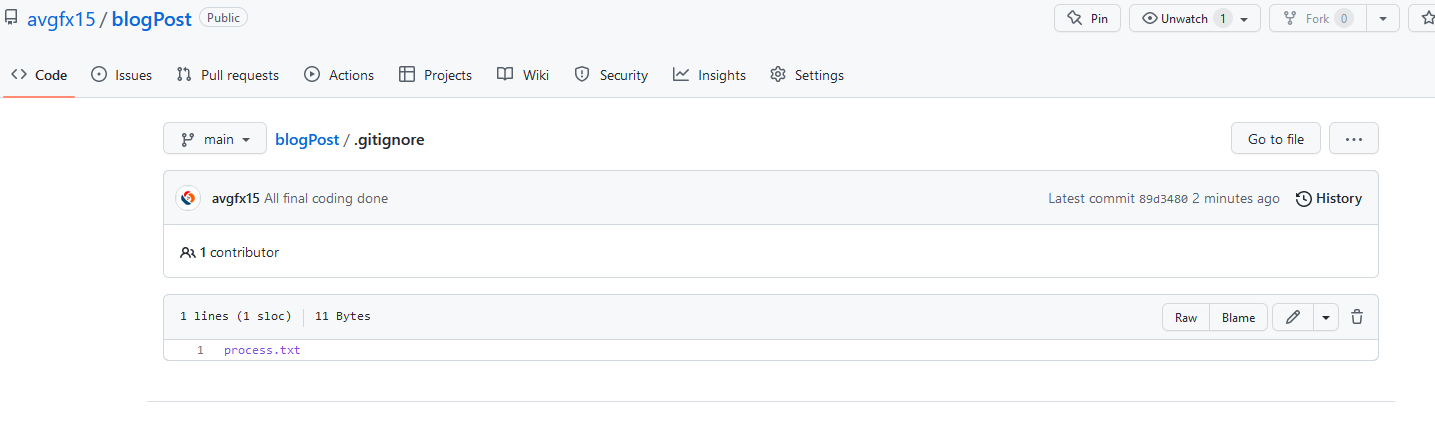 avgfx15 / blogPost Public Pin Unwatch 1 Fork 0
Code Issues Pull requests Actions Projects Wiki Security Insights Settings
main blogPost / .gitignore Go to file ...
avgfx15 All final coding done Latest commit 89d3480 2 minutes ago History
1 contributor
1 lines (1 sloc) 11 Bytes Raw Blame
1 process.txt